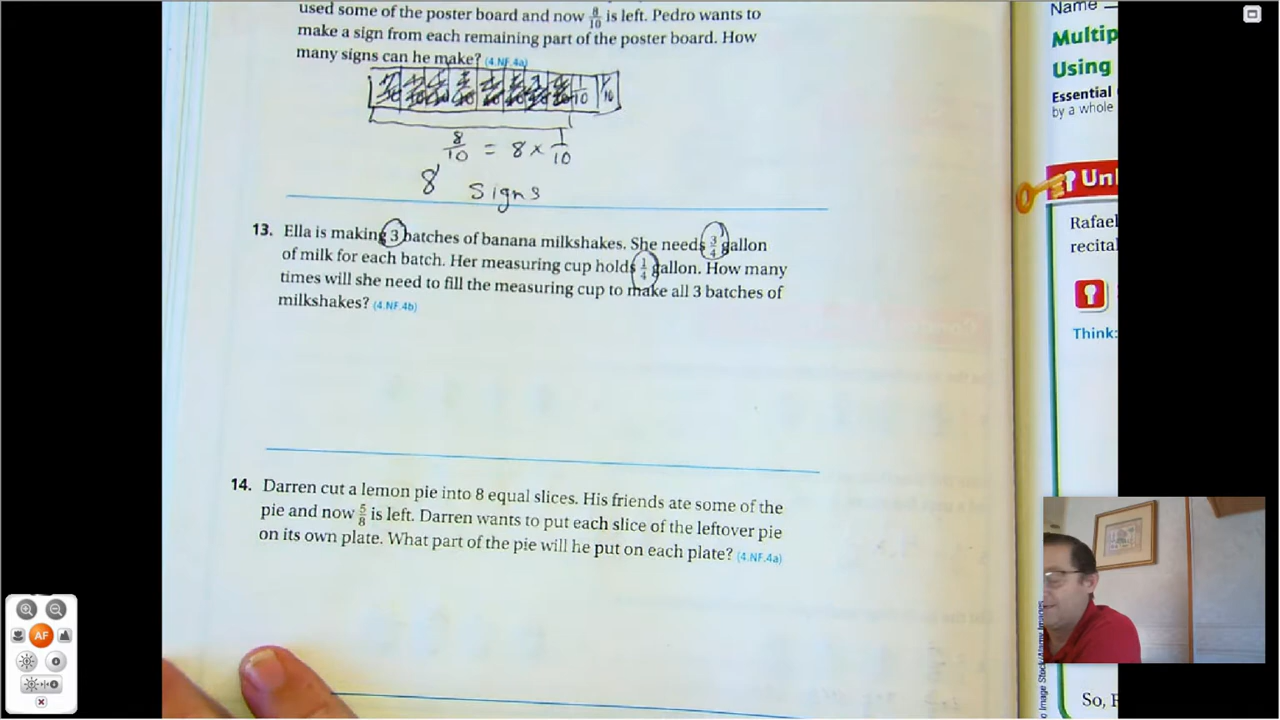 used some of the poster board and now 8/10 is left. Pedro wants to
make a sign from each remaining part of the poster board. How
many signs can he make? (4.NF.4a)
8/10 = 8 × 1/10
8 signs
13. Ella is making 3 batches of banana milkshakes. She needs 3/4 gallon
of milk for each batch. Her measuring cup holds 1/4 gallon. How many
times will she need to fill the measuring cup to make all 3 batches of
milkshakes? (4.NF.4b)
14. Darren cut a lemon pie into 8 equal slices. His friends ate some of the
pie and now 5/8 is left. Darren wants to put each slice of the leftover pie
on its own plate. What part of the pie will he put on each plate? (4.NF.4a)
Name
Multip
Using
Essential
by a whole
Unl
Rafael
recital
Think:
So, F
Image Stock/Alamy Images
AF